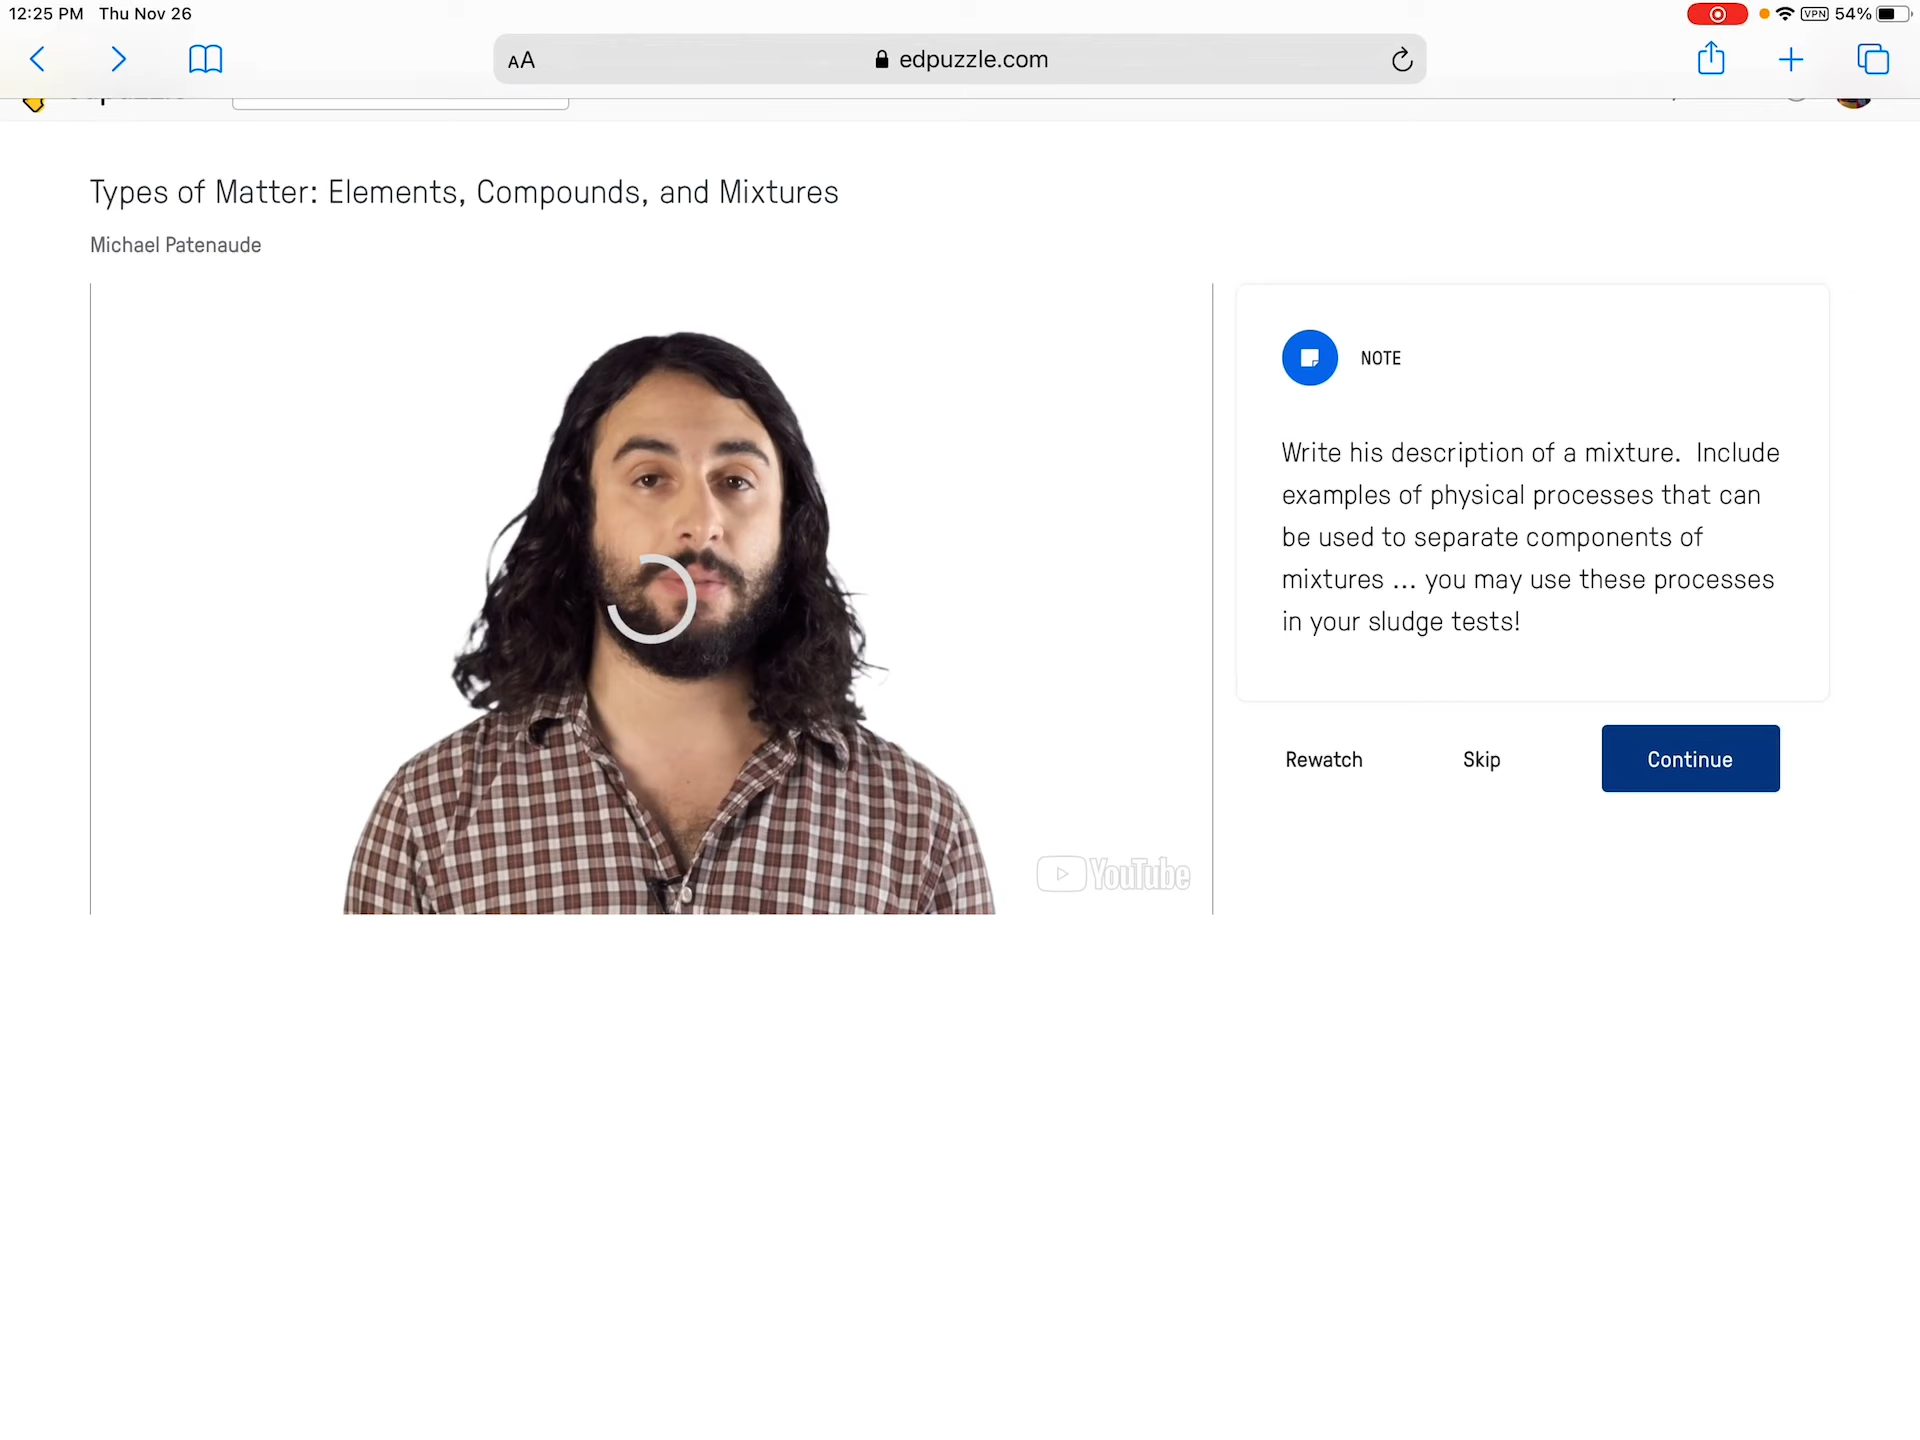 12:25 PM Thu Nov 26
VPN 54%
AA
edpuzzle.com
Types of Matter: Elements, Compounds, and Mixtures
Michael Patenaude
NOTE
Write his description of a mixture. Include
examples of physical processes that can
be used to separate components of
mixtures ... you may use these processes
in your sludge tests!
Rewatch
Skip
Continue
YouTube